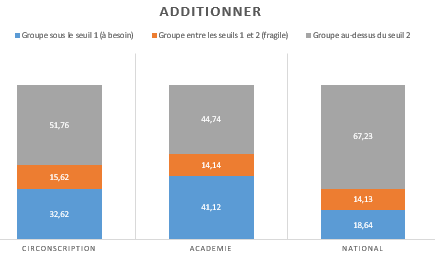 ADDITIONNER
Groupe sous le seuil 1 (à besoin) Groupe entre les seuils 1 et 2 (fragile) Groupe au-dessus du seuil 2
51,76 44,74 67,23
15,62 14,14 14,13
32,62 41,12 18,64
CIRCONSCRIPTION ACADEMIE NATIONAL